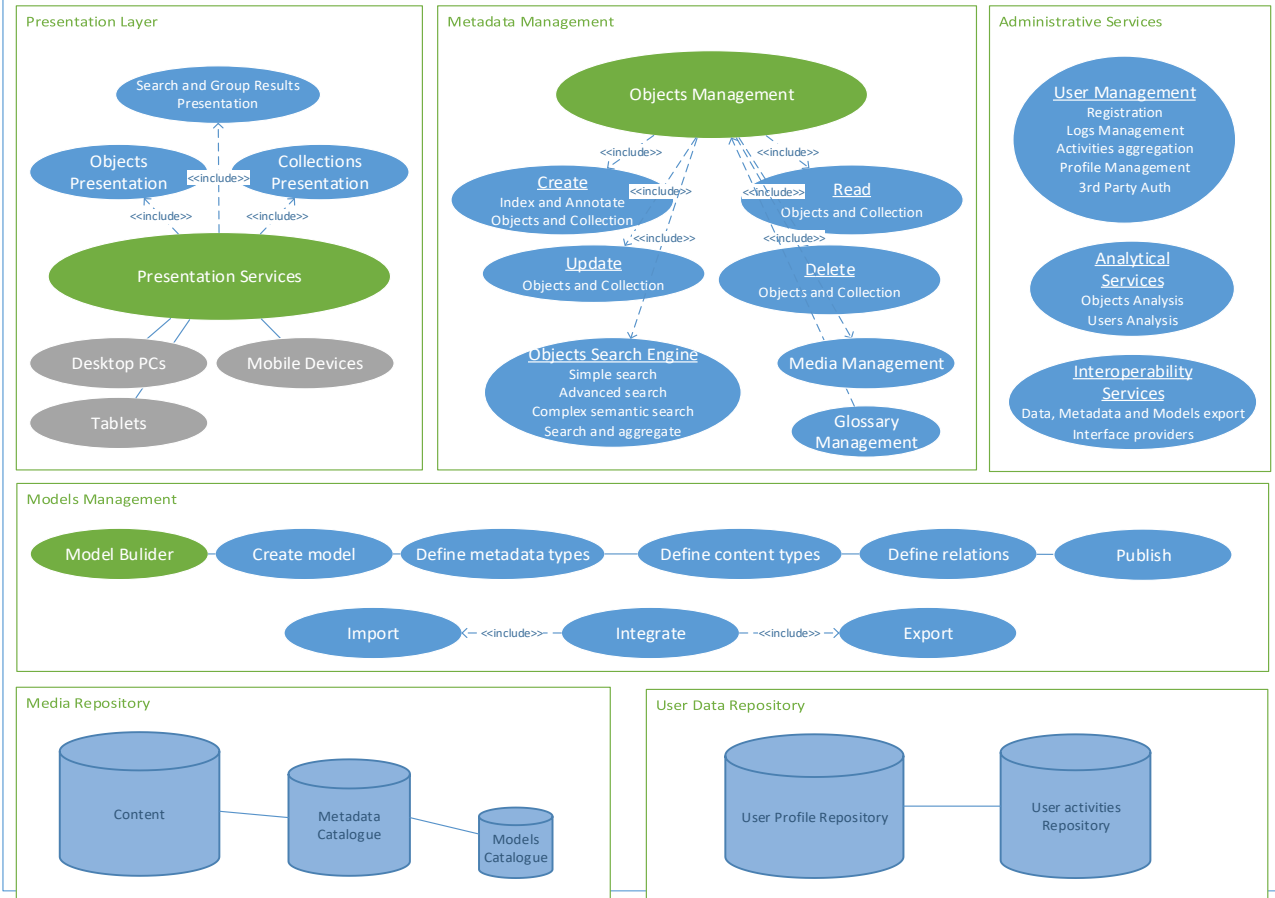 Presentation Layer
Search and Group Results
Presentation
Objects
Presentation
Collections
Presentation
<<include>>
<<include>>
<<include>>
Presentation Services
Desktop PCs
Mobile Devices
Tablets
Metadata Management
Objects Management
<<include>>
<<include>>
Create
Index and Annotate
Objects and Collection
<<include>>
<<include>>
Read
Objects and Collection
<<include>>
<<include>>
Update
Objects and Collection
Delete
Objects and Collection
Objects Search Engine
Simple search
Advanced search
Complex semantic search
Search and aggregate
Media Management
Glossary
Management
Administrative Services
User Management
Registration
Logs Management
Activities aggregation
Profile Management
3rd Party Auth
Analytical
Services
Objects Analysis
Users Analysis
Interoperability
Services
Data, Metadata and Models export
Interface providers
Models Management
Model Bulider
Create model
Define metadata types
Define content types
Define relations
Publish
Import
<<include>>
Integrate
<<include>>
Export
Media Repository
Content
Metadata
Catalogue
Models
Catalogue
User Data Repository
User Profile Repository
User activities
Repository